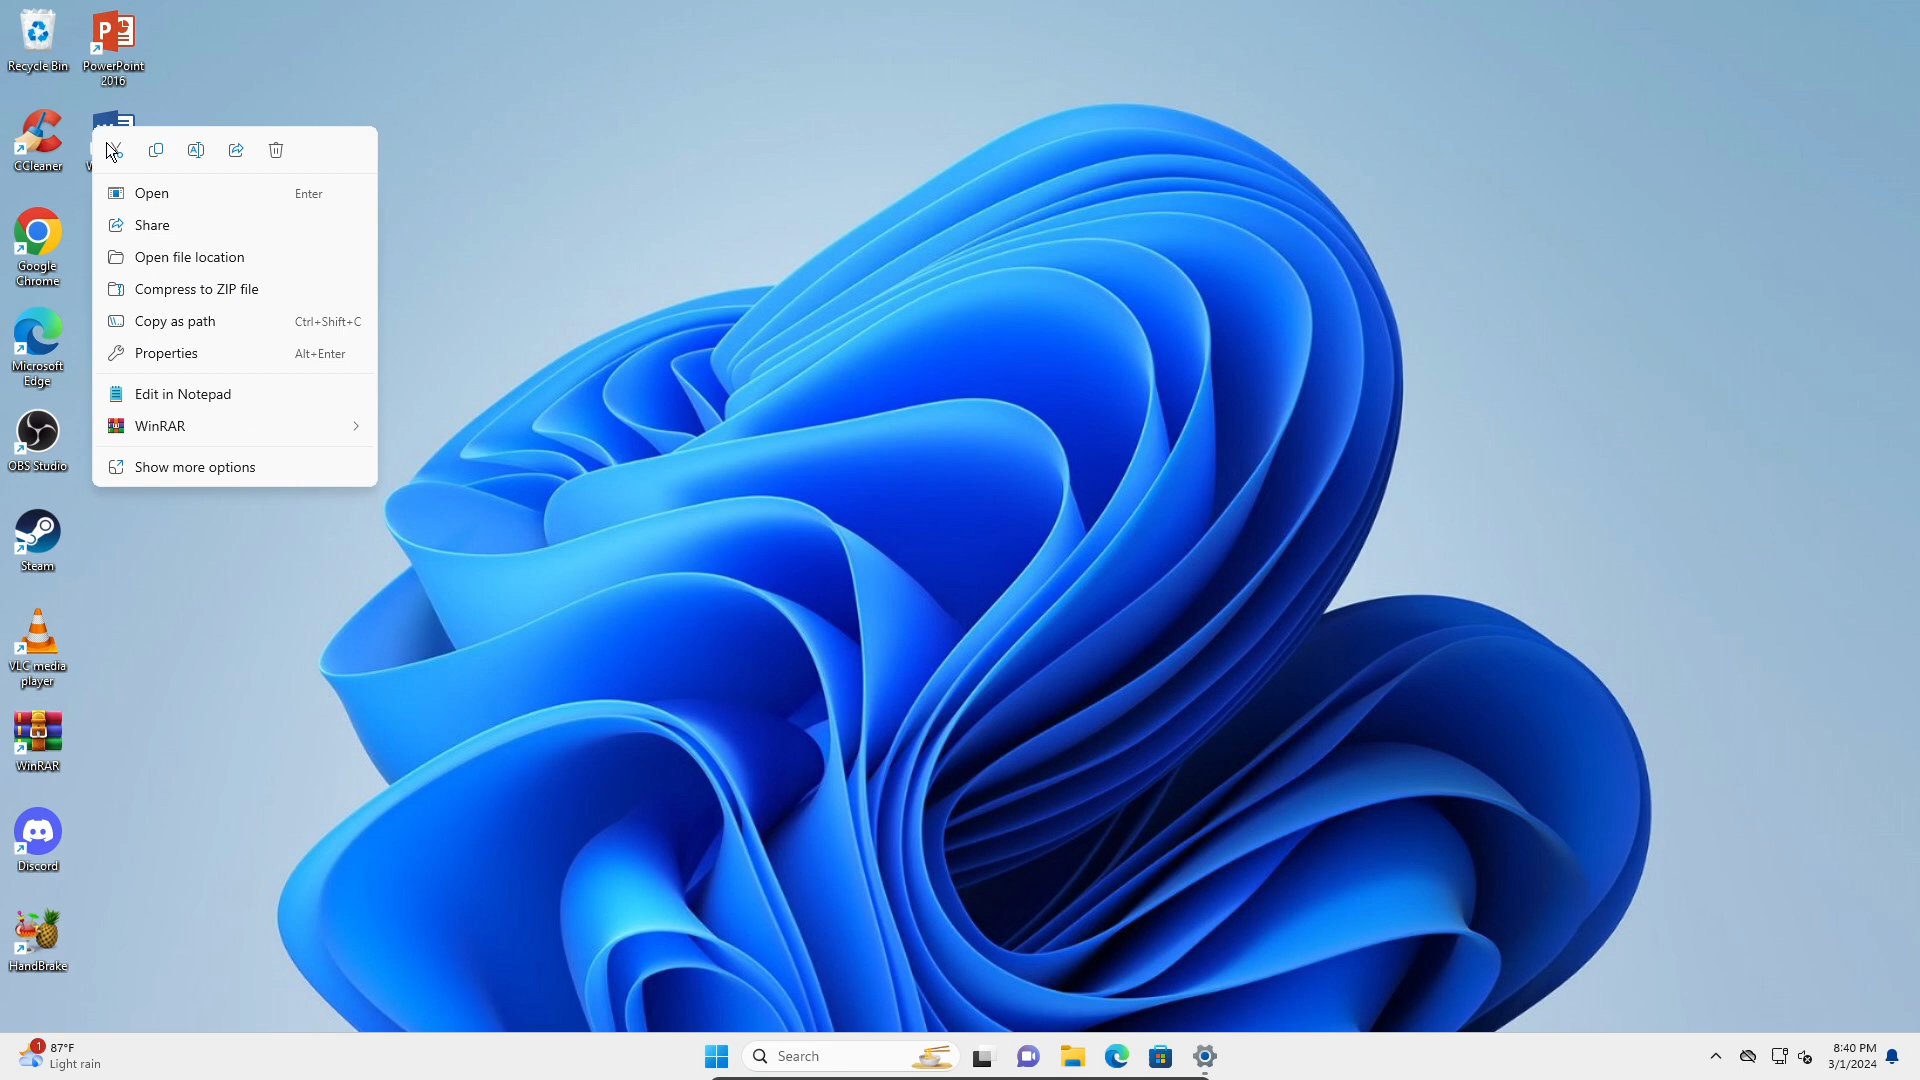 Recycle Bin
PowerPoint
2016
CCleaner
Google
Chrome
Microsoft
Edge
OBS Studio
Steam
VLC media
player
WinRAR
Discord
HandBrake
Open Enter
Share
Open file location
Compress to ZIP file
Copy as path Ctrl+Shift+C
Properties Alt+Enter
Edit in Notepad
WinRAR
Show more options
1
87°F
Light rain
Search
8:40 PM
3/1/2024